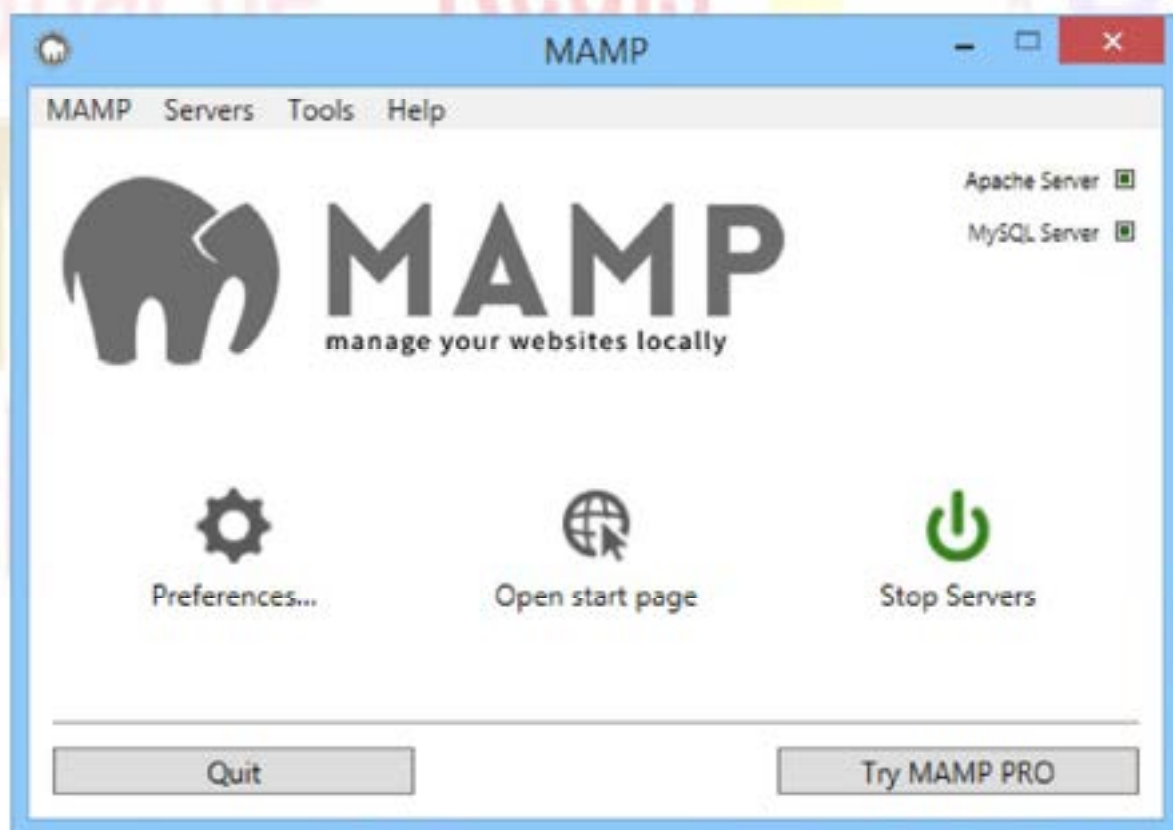 MAMP
MAMP Servers Tools Help
Apache Server
MySQL Server
MAMP
manage your websites locally
Preferences...
Open start page
Stop Servers
Quit
Try MAMP PRO